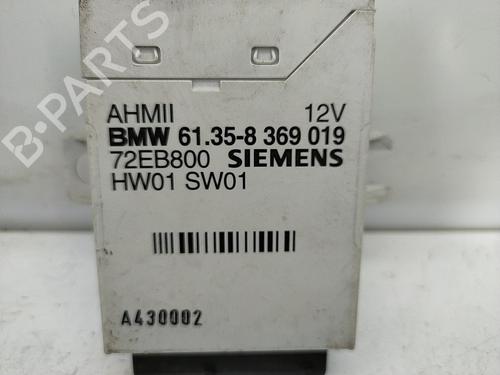 B-PARTS
AHMII 12V
BMW 61.35-8 369 019
72EB800 SIEMENS
HW01 SW01
A430002